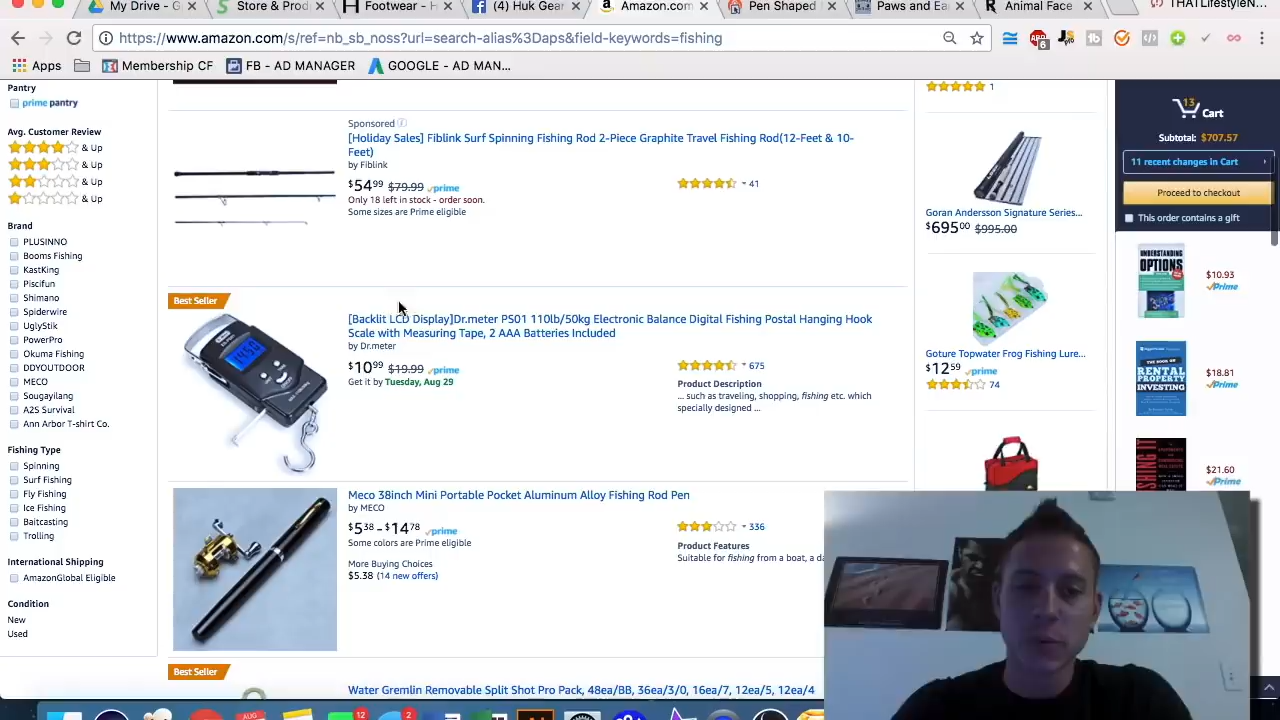 My Drive - G
Store & Prod
Footwear - H
(4) Huk Gear
Amazon.com
Pen Shaped
Paws and Ea
Animal Face
THATLifestyleN
https://www.amazon.com/s/ref=nb_sb_noss?url=search-alias%3Daps&field-keywords=fishing
Apps
Membership CF
FB - AD MANAGER
GOOGLE - AD MAN...
Pantry
prime pantry
Avg. Customer Review
& Up
& Up
& Up
& Up
Brand
PLUSINNO
Booms Fishing
KastKing
Piscifun
Shimano
Spiderwire
UglyStik
PowerPro
Okuma Fishing
DDYOUTDOOR
MECO
Sougayilang
A2S Survival
Ann Arbor T-shirt Co.
Fishing Type
Spinning
Surf Fishing
Fly Fishing
Ice Fishing
Baitcasting
Trolling
International Shipping
AmazonGlobal Eligible
Condition
New
Used
Sponsored
[Holiday Sales] Fiblink Surf Spinning Fishing Rod 2-Piece Graphite Travel Fishing Rod(12-Feet & 10-
Feet)
by Fiblink
$54.99 $79.99 prime
Only 18 left in stock - order soon.
Some sizes are Prime eligible
41
Best Seller
[Backlit LCD Display]Dr.meter PS01 110lb/50kg Electronic Balance Digital Fishing Postal Hanging Hook
Scale with Measuring Tape, 2 AAA Batteries Included
by Dr.meter
$10.99 $19.99 prime
Get it by Tuesday, Aug 29
675
Product Description
... such as traveling, shopping, fishing etc. which
specially designed ...
Meco 38inch Mini Portable Pocket Aluminum Alloy Fishing Rod Pen
by MECO
$5.38 - $14.78 prime
Some colors are Prime eligible
More Buying Choices
$5.38 (14 new offers)
336
Product Features
Suitable for fishing from a boat, a
Best Seller
Water Gremlin Removable Split Shot Pro Pack, 48ea/BB, 36ea/3/0, 16ea/7, 12ea/5, 12ea/4
1
Goran Andersson Signature Series...
$695.00 $995.00
Goture Topwater Frog Fishing Lure...
$12.59 prime
74
13
Cart
Subtotal: $707.57
11 recent changes in Cart
Proceed to checkout
This order contains a gift
UNDERSTANDING
OPTIONS
$10.93
Prime
THE BOOK ON
RENTAL
PROPERTY
INVESTING
$18.81
Prime
$21.60
Prime
AUG
12
2